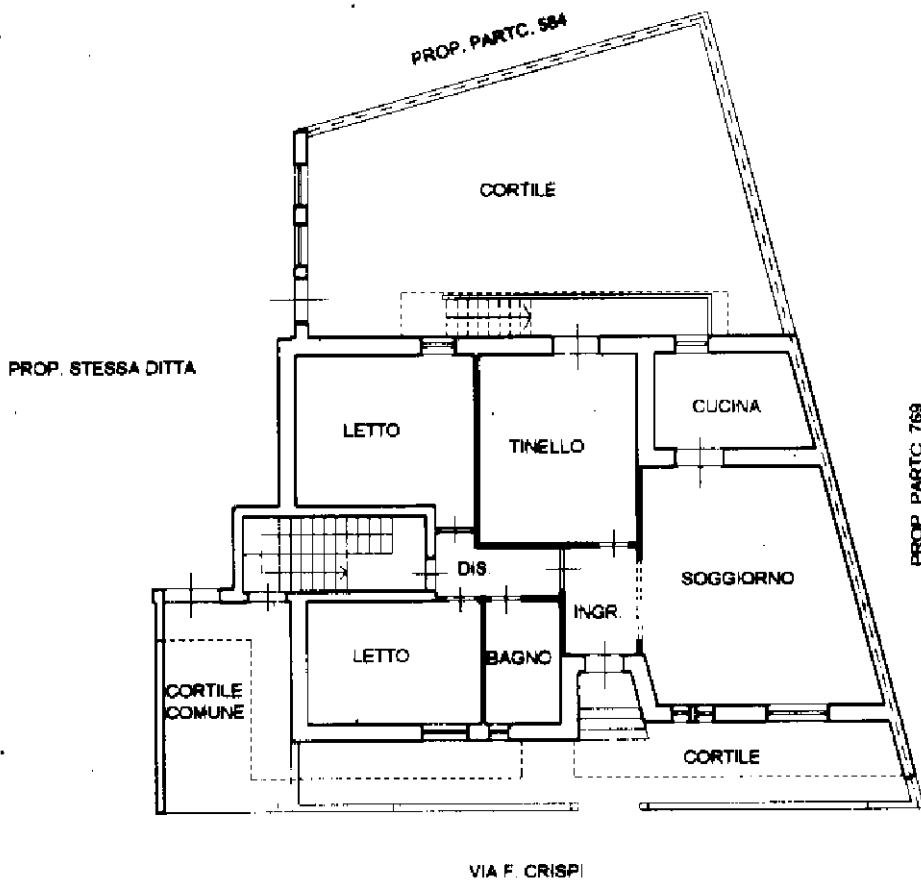 PROP. PARTC. 584
CORTILE
PROP. STESSA DITTA
LETTO
TINELLO
CUCINA
PROP. PARTC. 769
DIS.
SOGGIORNO
INGR.
LETTO
BAGNO
CORTILE
COMUNE
CORTILE
VIA F. CRISPI